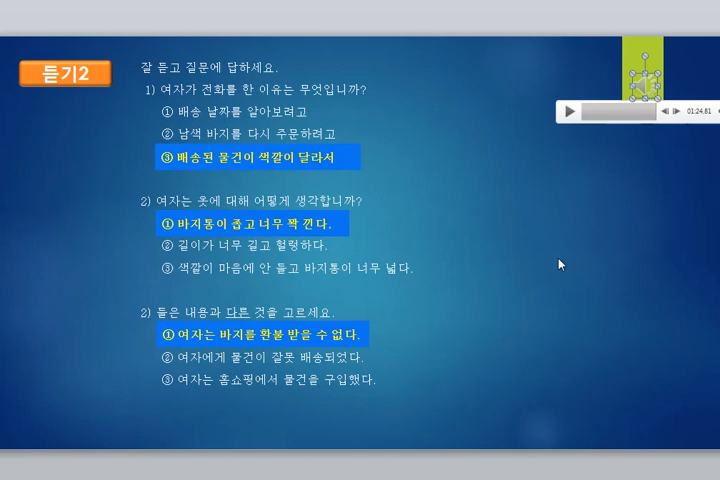 듣기2
잘 듣고 질문에 답하세요.
1) 여자가 전화를 한 이유는 무엇입니까?
① 배송 날짜를 알아보려고
② 남색 바지를 다시 주문하려고
③ 배송된 물건이 색깔이 달라서
01:24.81
2) 여자는 옷에 대해 어떻게 생각합니까?
① 바지통이 좁고 너무 꽉 낀다.
② 길이가 너무 길고 헐렁하다.
③ 색깔이 마음에 안 들고 바지통이 너무 넓다.
2) 들은 내용과 다른 것을 고르세요.
① 여자는 바지를 환불 받을 수 없다.
② 여자에게 물건이 잘못 배송되었다.
③ 여자는 홈쇼핑에서 물건을 구입했다.